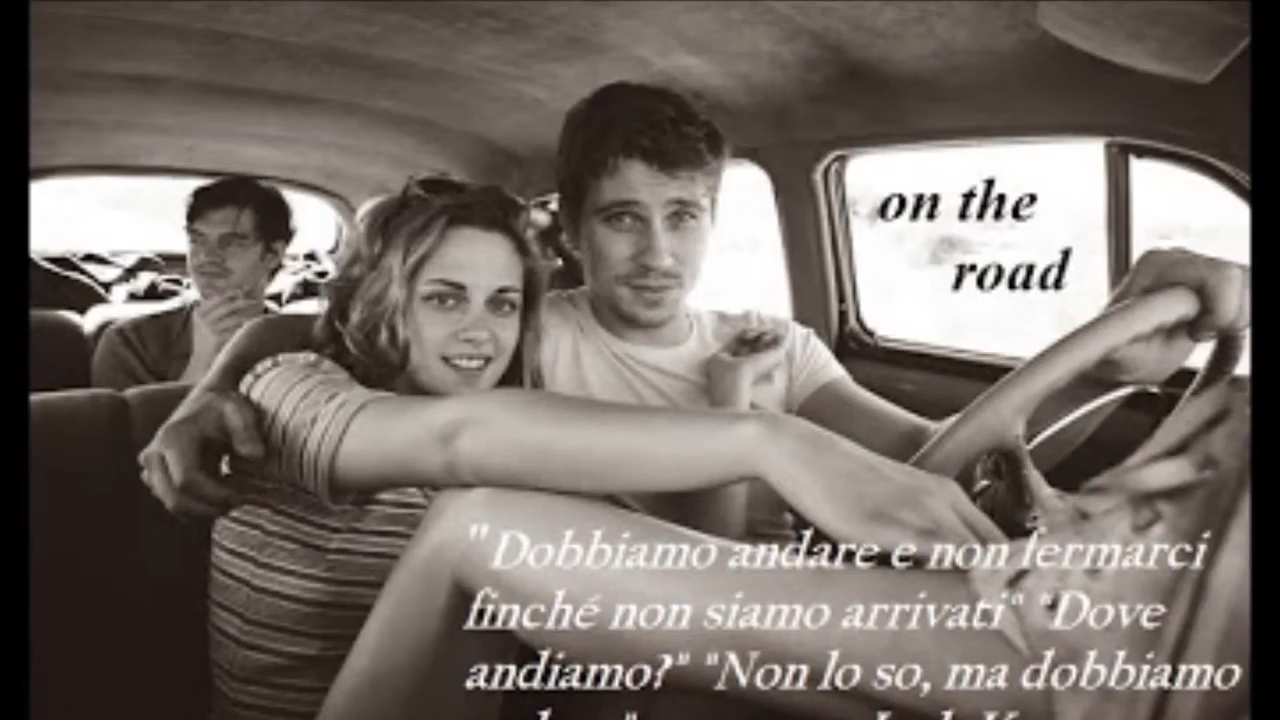 on the
road
"Dobbiamo andare e non fermarci
finché non siamo arrivati" "Dove
andiamo?" "Non lo so, ma dobbiamo